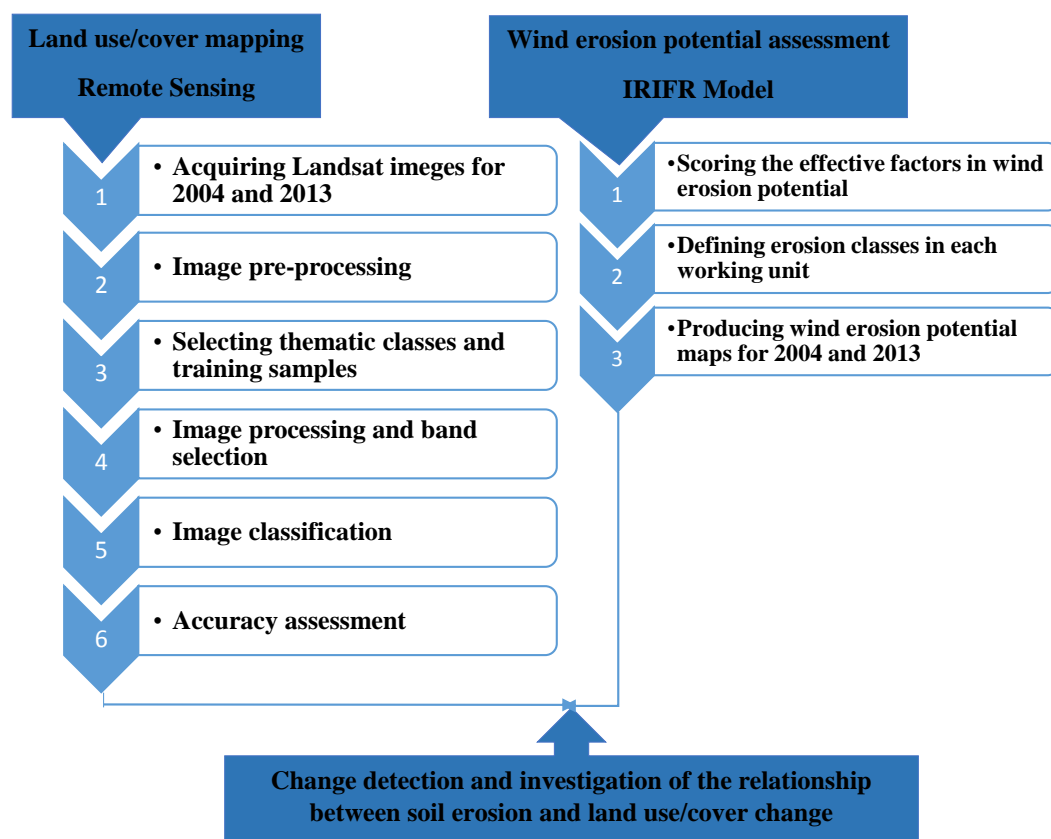 Land use/cover mapping
Remote Sensing
1
• Acquiring Landsat imeges for
2004 and 2013
2
• Image pre-processing
3
• Selecting thematic classes and
training samples
4
• Image processing and band
selection
5
• Image classification
6
• Accuracy assessment
Wind erosion potential assessment
IRIFR Model
1
•Scoring the effective factors in wind
erosion potential
2
•Defining erosion classes in each
working unit
3
•Producing wind erosion potential
maps for 2004 and 2013
Change detection and investigation of the relationship
between soil erosion and land use/cover change